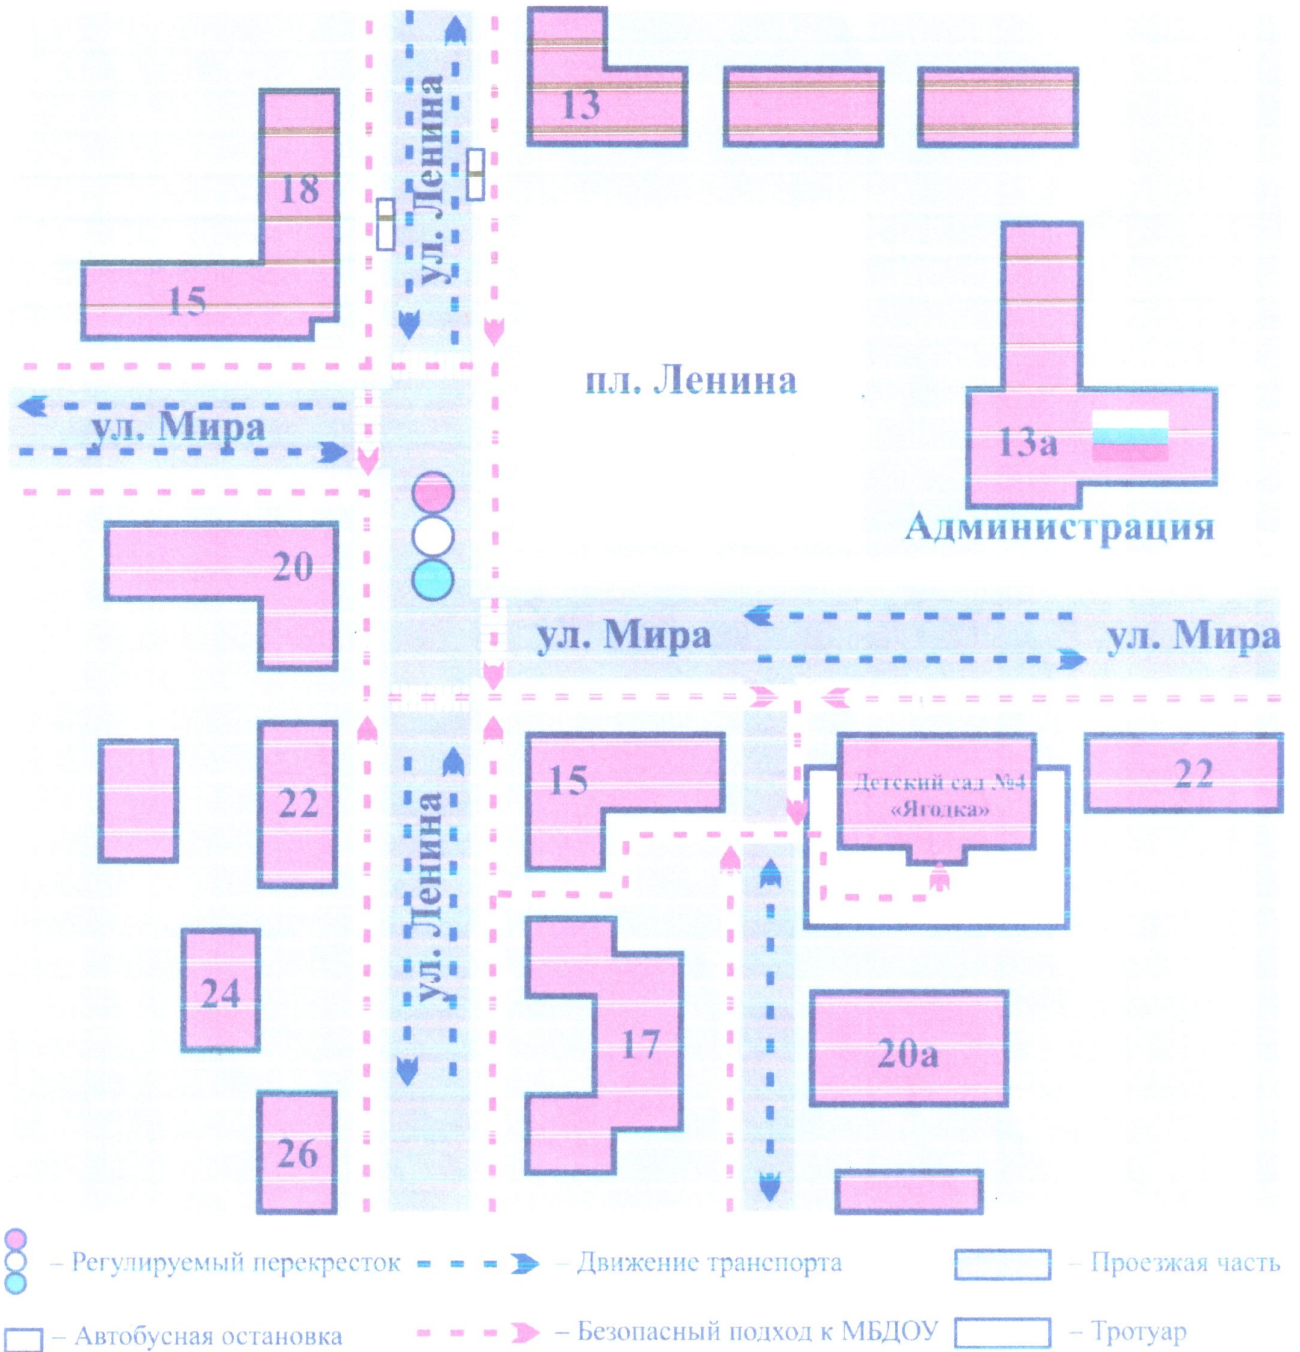 13
18
ул. Ленина
15
пл. Ленина
ул. Мира
13а
Администрация
20
ул. Мира
ул. Мира
15
Детский сад №4
«Ягодка»
22
22
ул. Ленина
24
17
20а
26
– Регулируемый перекресток
– Движение транспорта
– Проезжая часть
– Автобусная остановка
– Безопасный подход к МБДОУ
– Тротуар